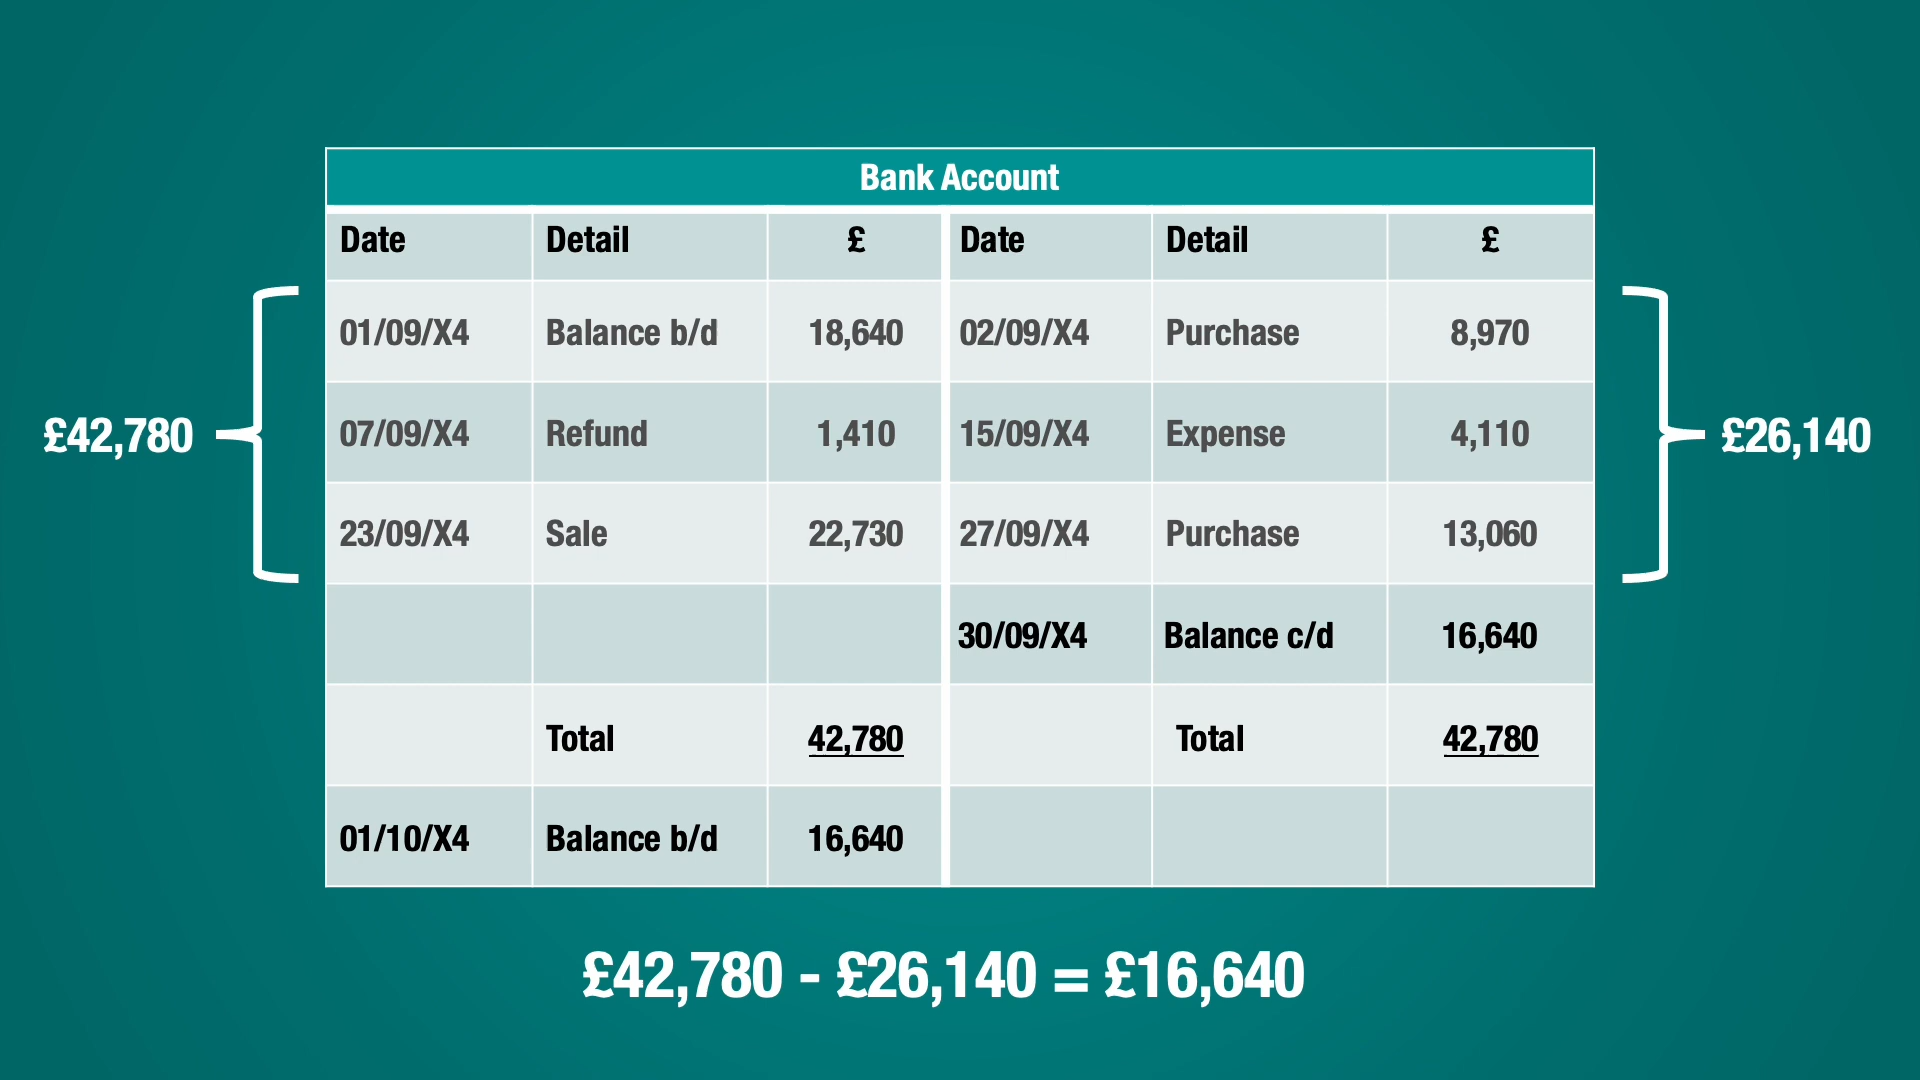 Bank Account
Date Detail £ Date Detail £
01/09/X4 Balance b/d 18,640 02/09/X4 Purchase 8,970
07/09/X4 Refund 1,410 15/09/X4 Expense 4,110
£42,780
£26,140
23/09/X4 Sale 22,730 27/09/X4 Purchase 13,060
30/09/X4 Balance c/d 16,640
Total 42,780 Total 42,780
01/10/X4 Balance b/d 16,640
£42,780 - £26,140 = £16,640